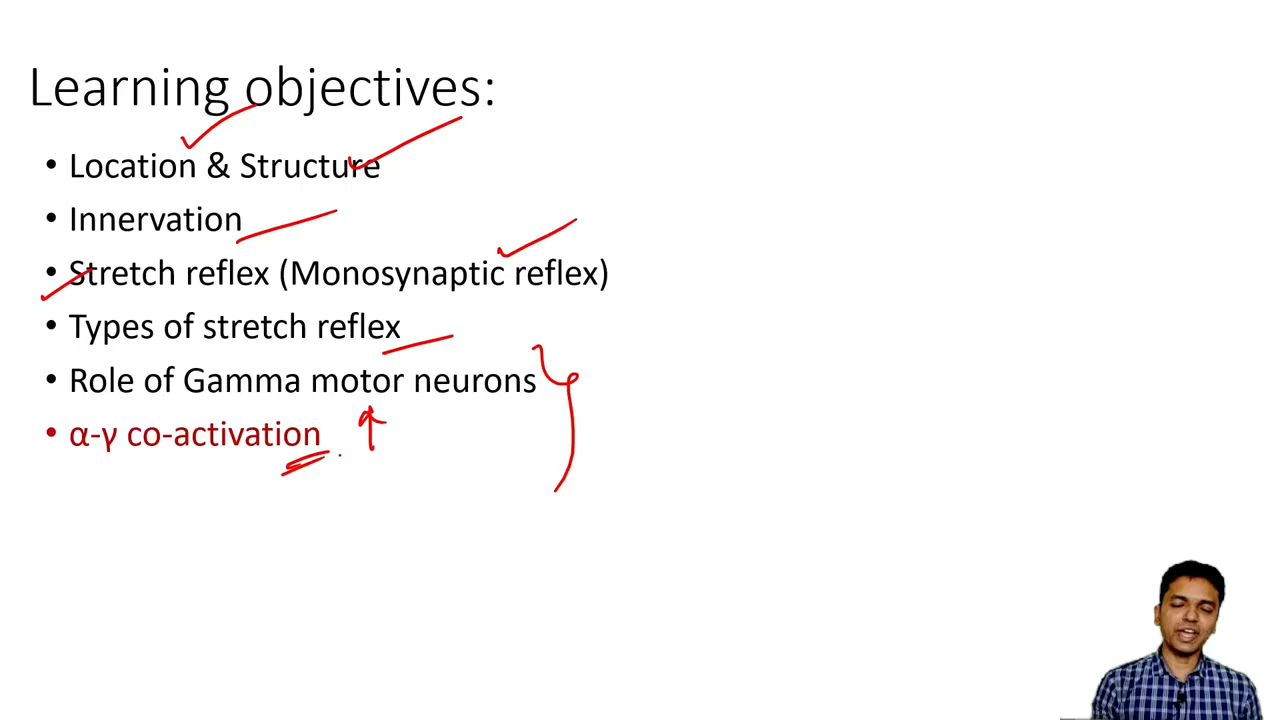 Learning objectives:
• Location & Structure
• Innervation
• Stretch reflex (Monosynaptic reflex)
• Types of stretch reflex
• Role of Gamma motor neurons
• α-γ co-activation